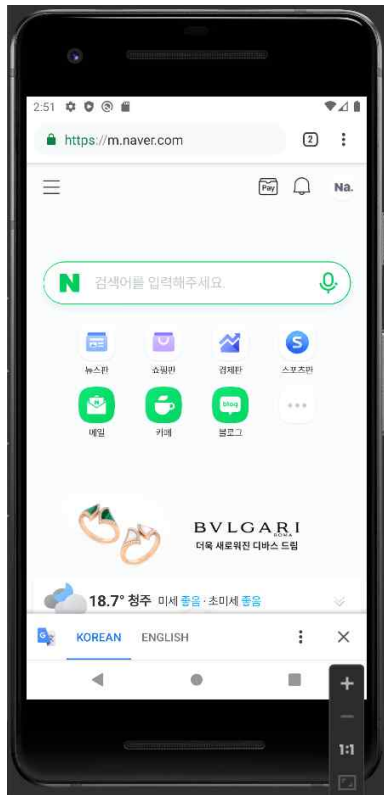 2:51
https://m.naver.com
2
Pay
Na.
N 검색어를 입력해주세요.
뉴스판 쇼핑판 경제판 스포츠판
blog
메일 카페 블로그
BVLGARI
ROMA
더욱 새로워진 디바스 드림
18.7° 청주 미세 좋음 · 초미세 좋음
KOREAN ENGLISH
1:1